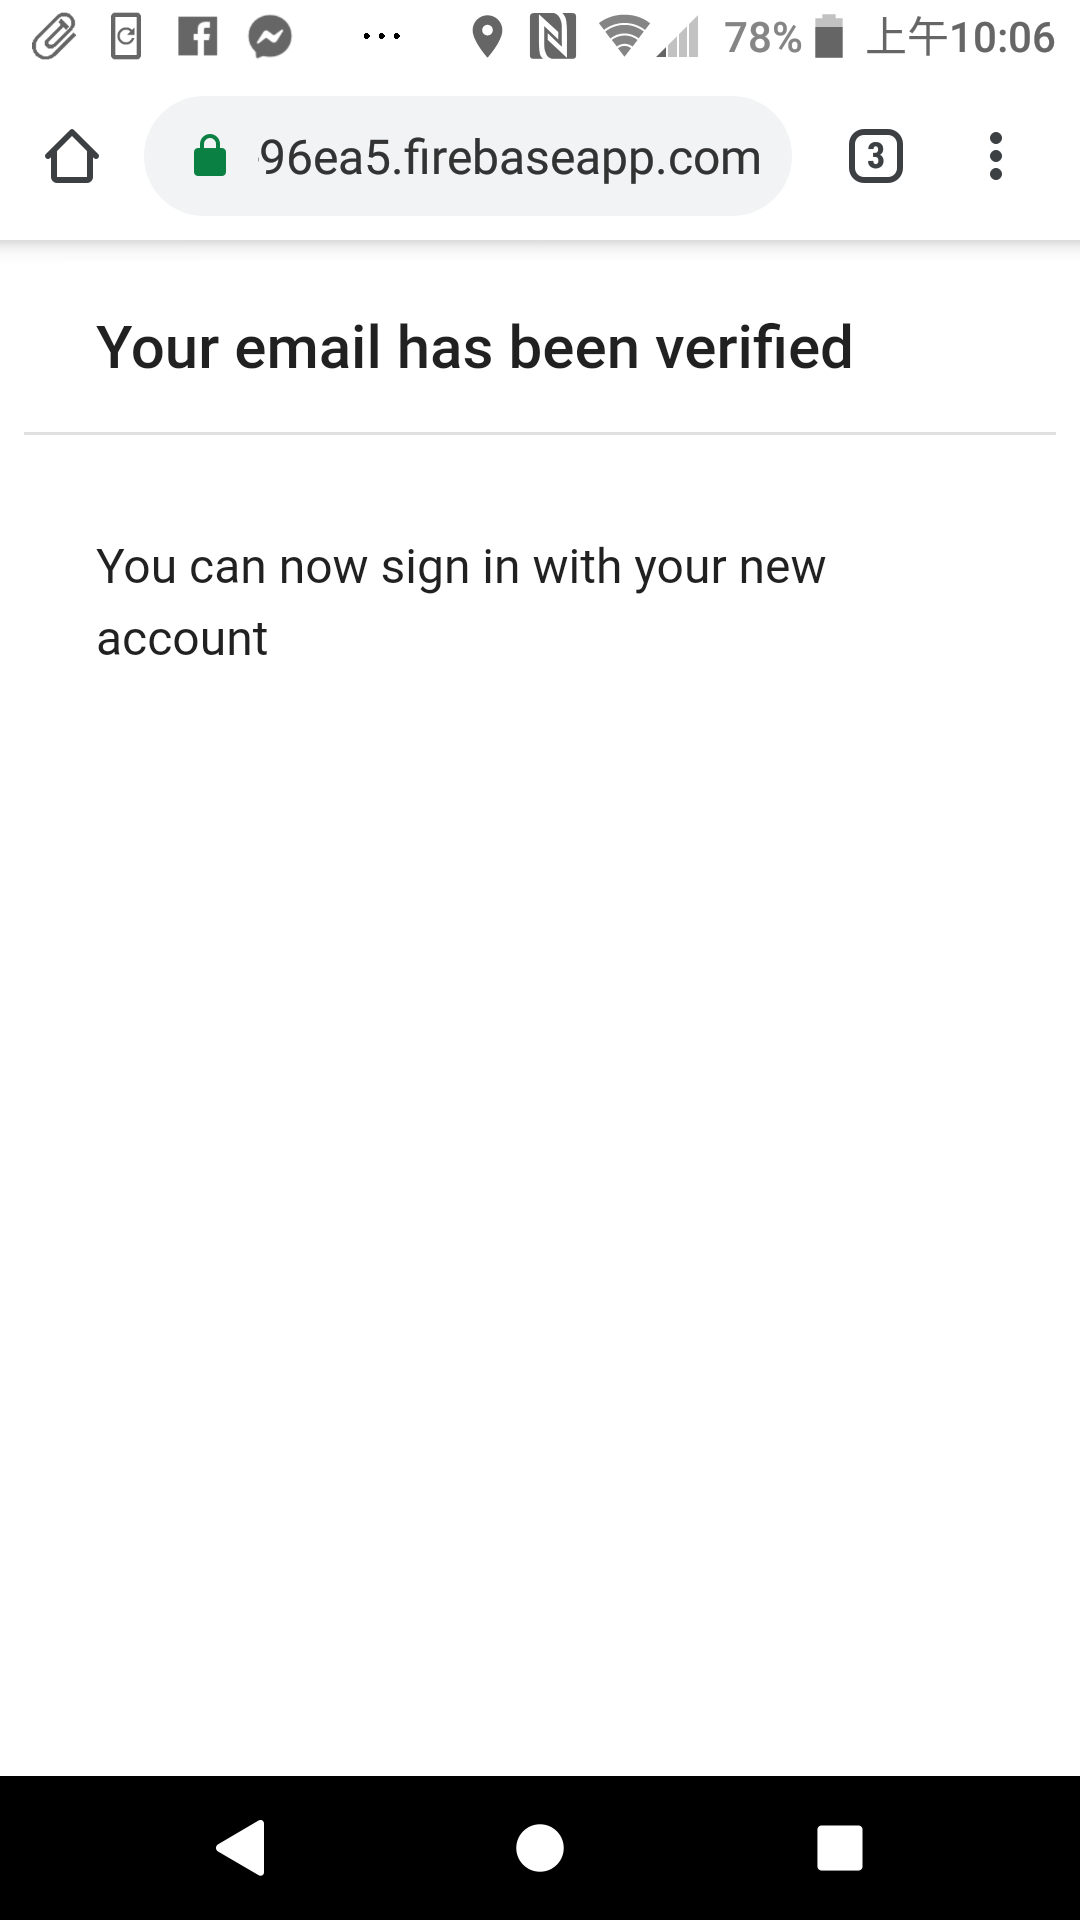 78% 上午10:06
96ea5.firebaseapp.com 3
Your email has been verified
You can now sign in with your new
account